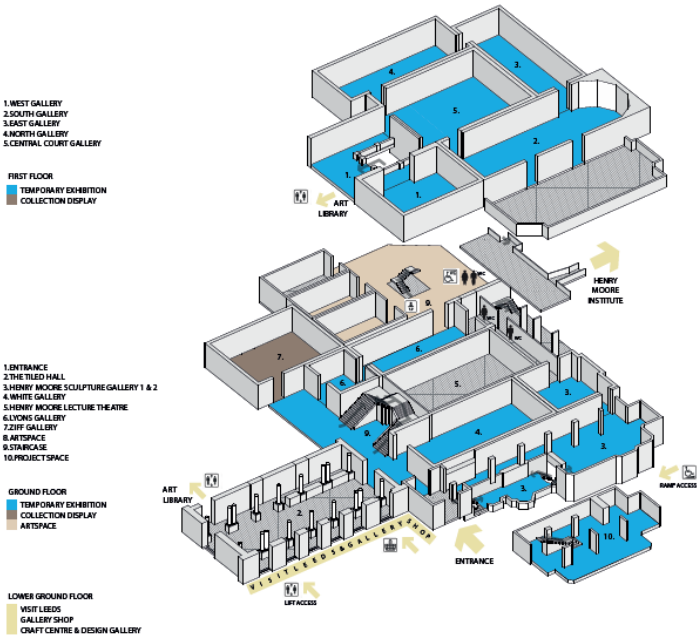 1.WEST GALLERY
2.SOUTH GALLERY
3.EAST GALLERY
4.NORTH GALLERY
5.CENTRAL COURT GALLERY
FIRST FLOOR
TEMPORARY EXHIBITION
COLLECTION DISPLAY
4.
3.
5.
2.
1.
1.
ART
LIBRARY
HENRY
MOORE
INSTITUTE
1.ENTRANCE
2.THE TILED HALL
3.HENRY MOORE SCULPTURE GALLERY 1 & 2
4.WHITE GALLERY
5.HENRY MOORE LECTURE THEATRE
6.LYONS GALLERY
7.ZIFF GALLERY
8.ARTSPACE
9.STAIRCASE
10.PROJECT SPACE
GROUND FLOOR
TEMPORARY EXHIBITION
COLLECTION DISPLAY
ARTSPACE
WC
9.
WC
WC
7.
6.
6.
5.
3.
9.
4.
3.
3.
2.
ART
LIBRARY
RAMP ACCESS
VISIT LEEDS & GALLERY SHOP
ENTRANCE
10.
LIFT ACCESS
LOWER GROUND FLOOR
VISIT LEEDS
GALLERY SHOP
CRAFT CENTRE & DESIGN GALLERY